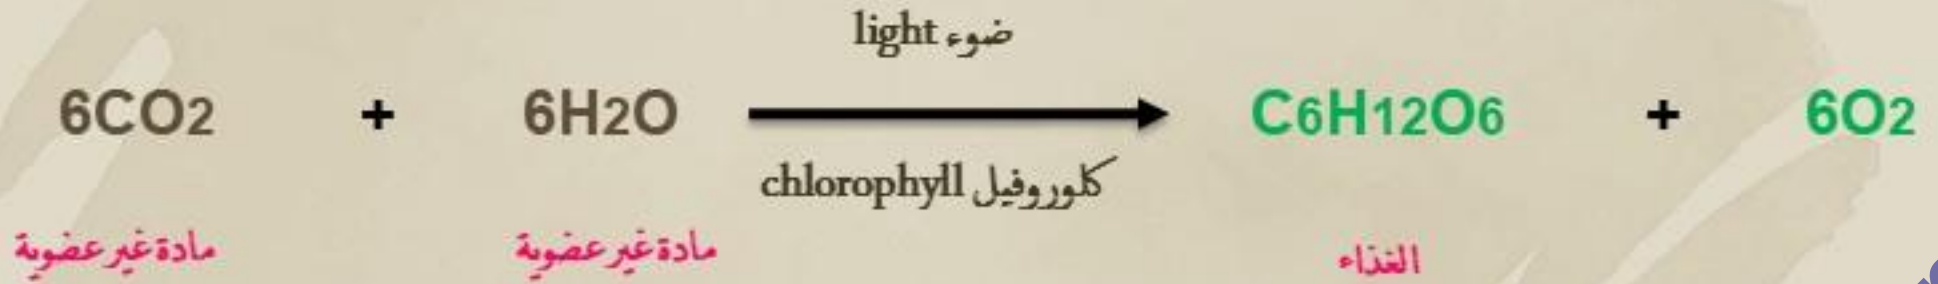 light ضوء
6CO2 + 6H2O C6H12O6 + 6O2
chlorophyll كلوروفيل
مادة غير عضوية مادة غير عضوية الغذاء